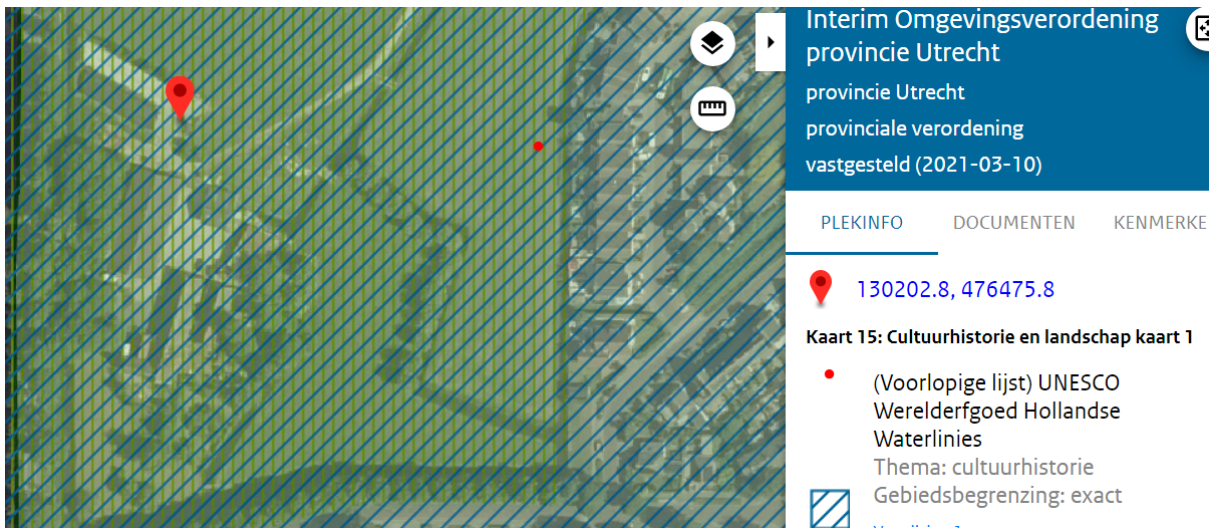 Interim Omgevingsverordening
provincie Utrecht
provincie Utrecht
provinciale verordening
vastgesteld (2021-03-10)
PLEKINFO DOCUMENTEN KENMERKE
130202.8, 476475.8
Kaart 15: Cultuurhistorie en landschap kaart 1
(Voorlopige lijst) UNESCO
Werelderfgoed Hollandse
Waterlinies
Thema: cultuurhistorie
Gebiedsbegrenzing: exact